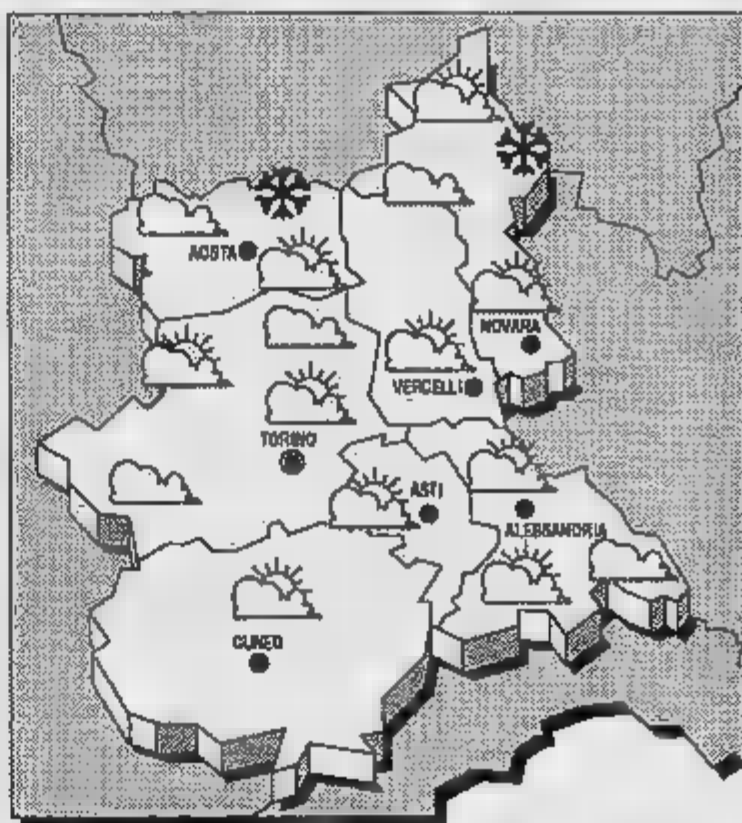 AOSTA
NOVARA
VERCELLI
TORINO
ASTI
ALESSANDRIA
CUNEO